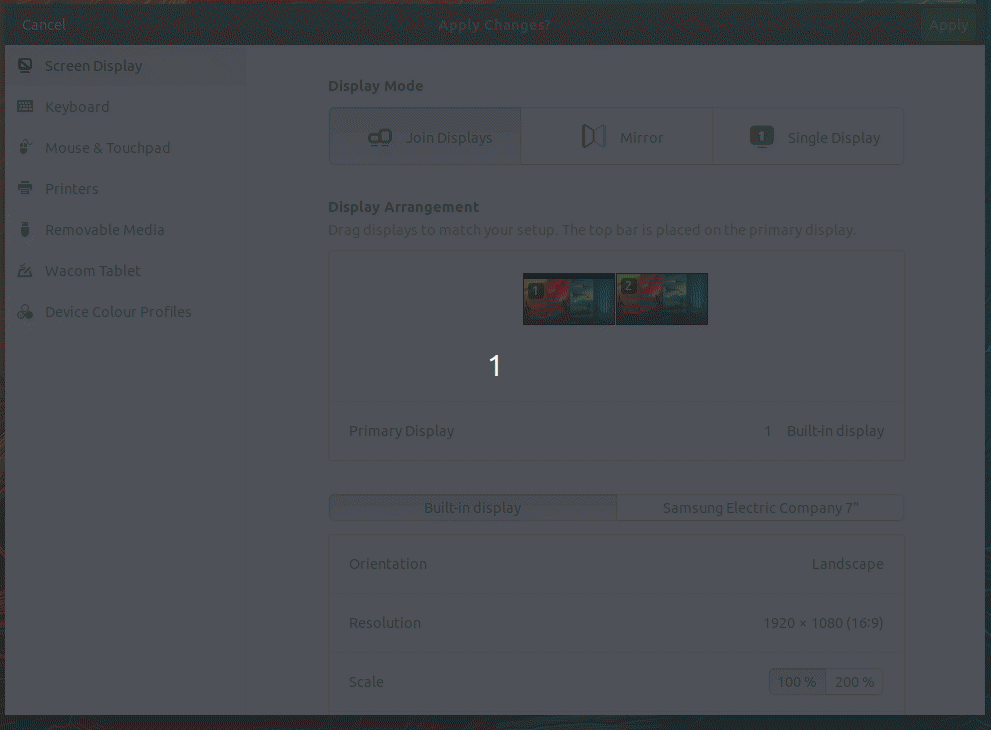 Cancel Apply Changes? Apply
Screen Display
Keyboard
Mouse & Touchpad
Printers
Removable Media
Wacom Tablet
Device Colour Profiles
Display Mode
Join Displays Mirror 1 Single Display
Display Arrangement
Drag displays to match your setup. The top bar is placed on the primary display.
1 2
1
Primary Display 1 Built-in display
Built-in display Samsung Electric Company 7"
Orientation Landscape
Resolution 1920 × 1080 (16:9)
Scale 100 % 200 %